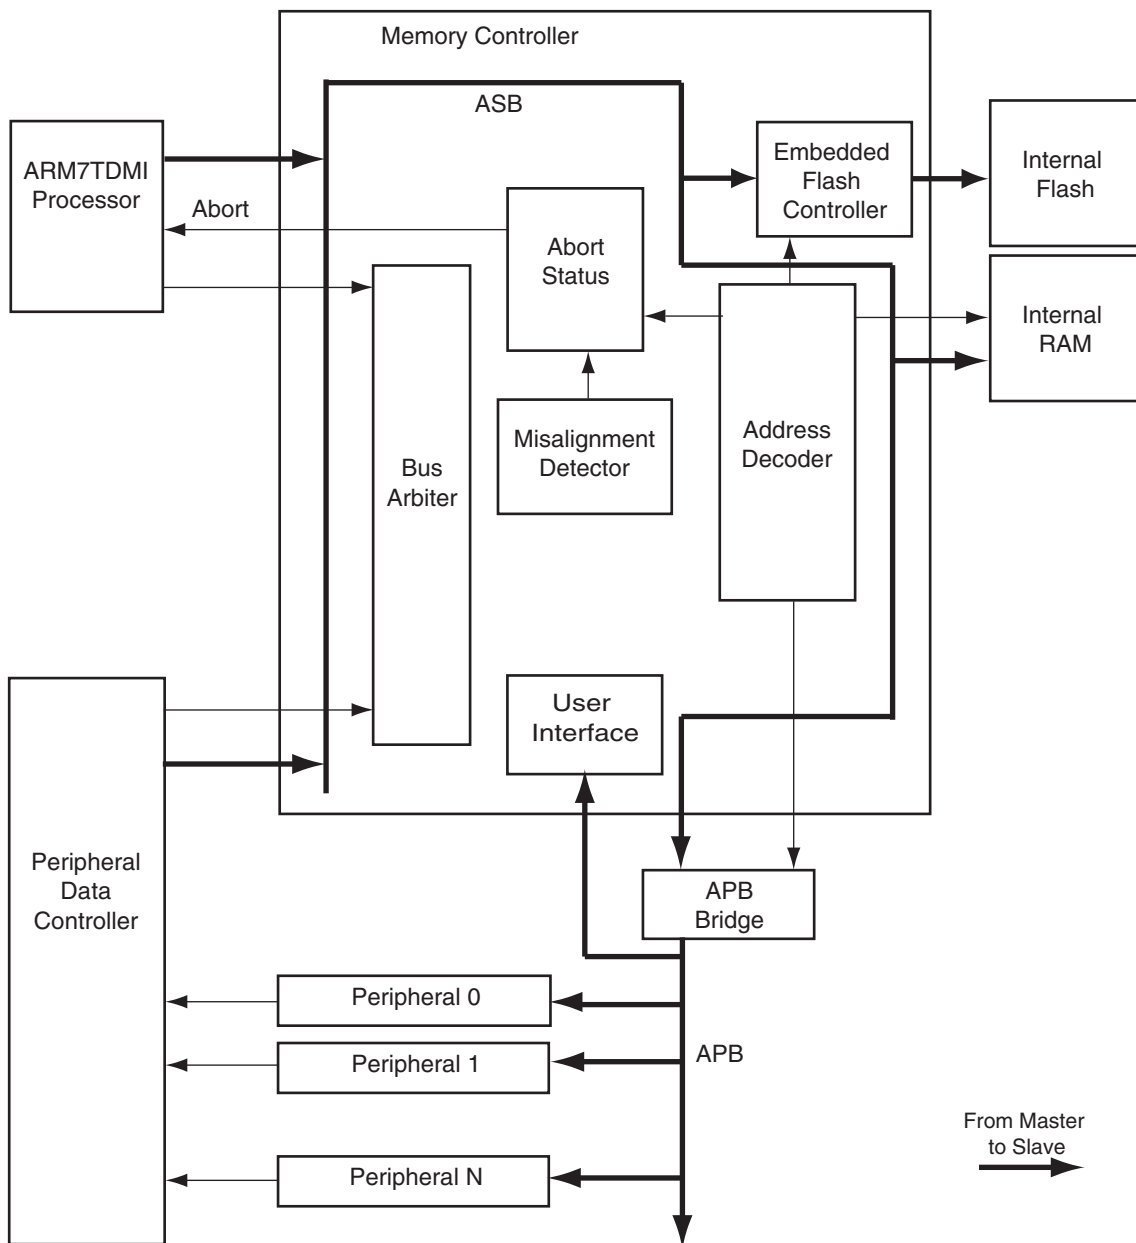 Memory Controller
ASB
ARM7TDMI
Processor
Abort
Embedded
Flash
Controller
Internal
Flash
Abort
Status
Internal
RAM
Misalignment
Detector
Address
Decoder
Bus
Arbiter
User
Interface
Peripheral
Data
Controller
APB
Bridge
Peripheral 0
Peripheral 1
APB
Peripheral N
From Master
to Slave